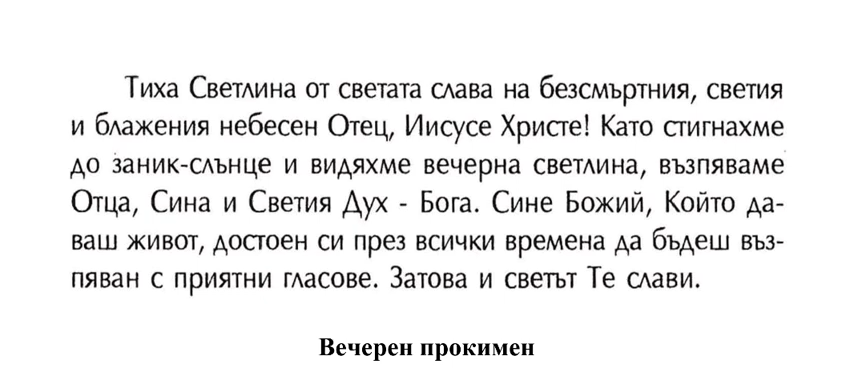 Тиха Светлина от светата слава на безсмъртния, светия
и блажения небесен Отец, Иисусе Христе! Като стигнахме
до заник-слънце и видяхме вечерна светлина, възпяваме
Отца, Сина и Светия Дух - Бога. Сине Божий, Който да-
ваш живот, достоен си през всички времена да бъдеш въз-
пяван с приятни гласове. Затова и светът Те слави.
Вечерен прокимен